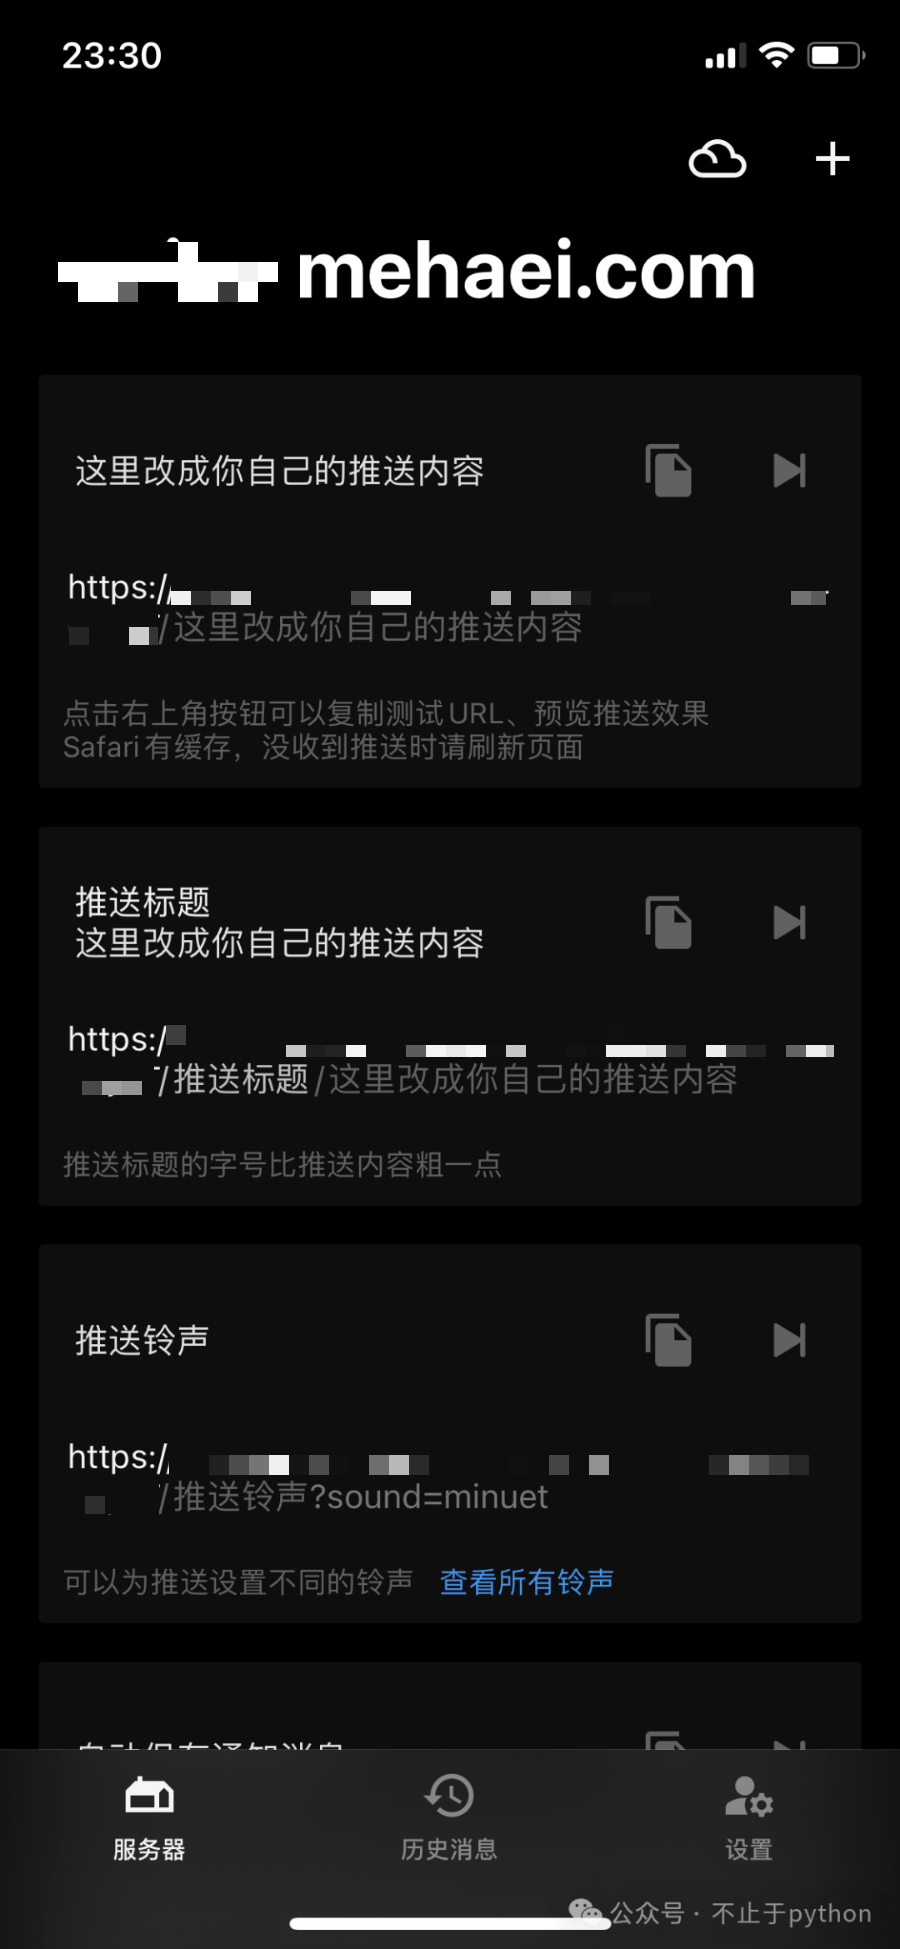 23:30
mehaei.com
这里改成你自己的推送内容
https://
/这里改成你自己的推送内容
点击右上角按钮可以复制测试URL、预览推送效果
Safari有缓存，没收到推送时请刷新页面
推送标题
这里改成你自己的推送内容
https:/
/推送标题/这里改成你自己的推送内容
推送标题的字号比推送内容粗一点
推送铃声
https://
/推送铃声?sound=minuet
可以为推送设置不同的铃声 查看所有铃声
自动保存通知消息
服务器 历史消息 设置
公众号 · 不止于python